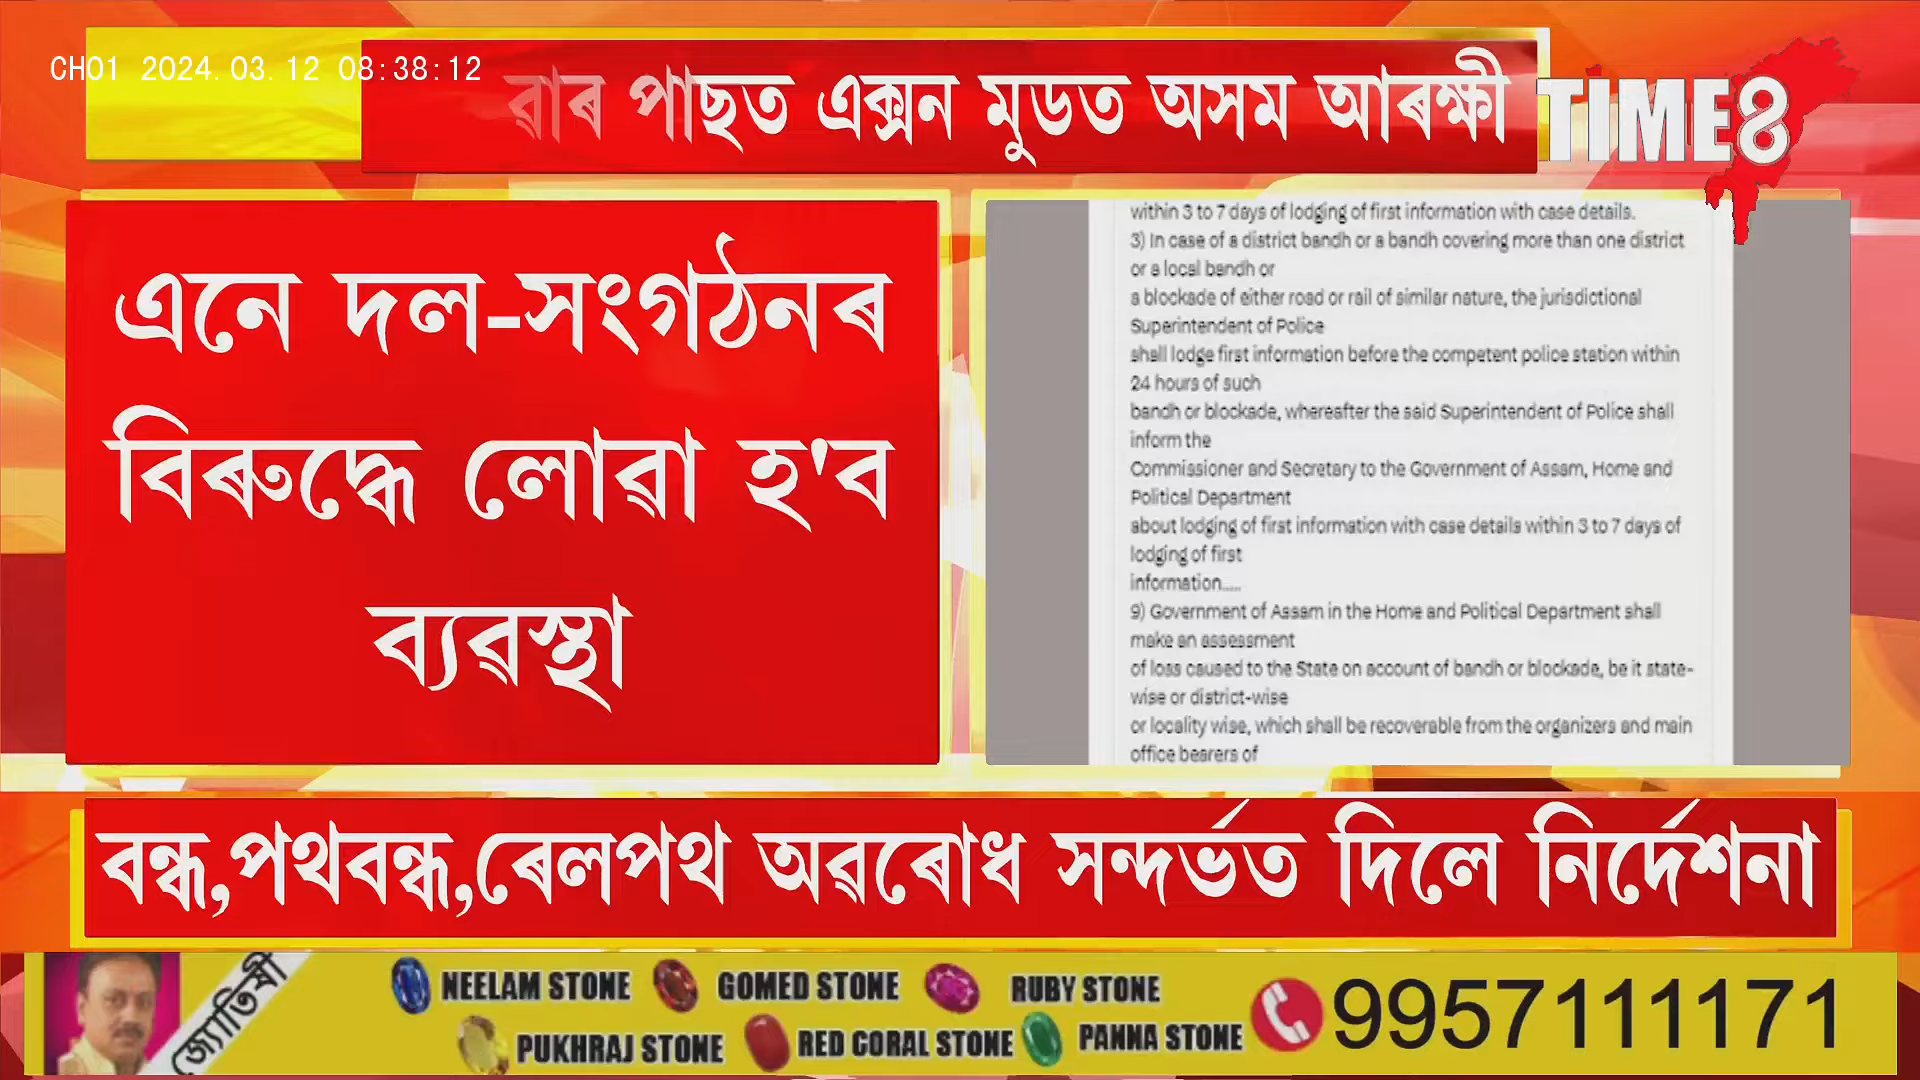 CH01 2024.03.12 08:38:12
ৱাৰ পাছত এক্সন মুডত অসম আৰক্ষী
TIME8
এনে দল-সংগঠনৰ
বিৰুদ্ধে লোৱা হ'ব
ব্যৱস্থা
within 3 to 7 days of lodging of first information with case details.
3) In case of a district bandh or a bandh covering more than one district
or a local bandh or
a blockade of either road or rail of similar nature, the jurisdictional
Superintendent of Police
shall lodge first information before the competent police station within
24 hours of such
bandh or blockade, whereafter the said Superintendent of Police shall
inform the
Commissioner and Secretary to the Government of Assam, Home and
Political Department
about lodging of first information with case details within 3 to 7 days of
lodging of first
information.....
9) Government of Assam in the Home and Political Department shall
make an assessment
of loss caused to the State on account of bandh or blockade, be it state-
wise or district-wise
or locality wise, which shall be recoverable from the organizers and main
office bearers of
বন্ধ,পথবন্ধ,ৰেলপথ অৱৰোধ সন্দৰ্ভত দিলে নিৰ্দেশনা
জ্যোতিষী
NEELAM STONE GOMED STONE RUBY STONE
PUKHRAJ STONE RED CORAL STONE PANNA STONE
9957111171